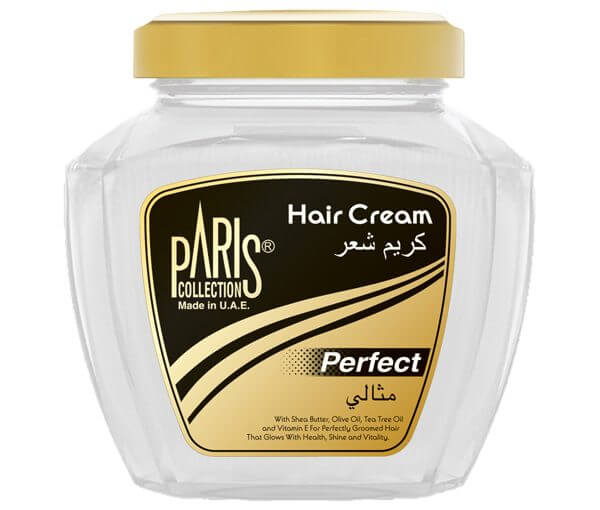 Hair Cream
كريم شعر
PARIS®
COLLECTION
Made in U.A.E.
Perfect
مثالي
With Shea Butter, Olive Oil, Tea Tree Oil
and Vitamin E For Perfectly Groomed Hair
That Glows With Health, Shine and Vitality.